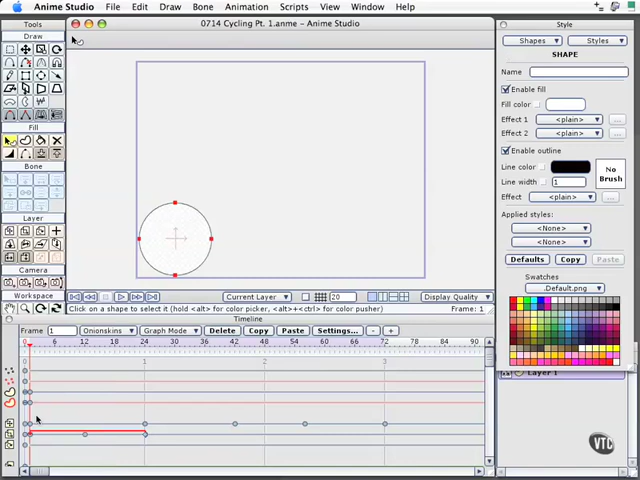 Anime Studio File Edit Draw Bone Animation Scripts View Window Help
0714 Cycling Pt. 1.anme - Anime Studio
Style
Tools
Draw
Fill
Bone
Layer
Camera
Workspace
Shapes Styles
SHAPE
Name
Enable fill
Fill color
Effect 1 <plain> ...
Effect 2 <plain> ...
Enable outline
Line color
Line width 1
No Brush
Effect <plain> ...
Applied styles:
<None>
<None>
Defaults Copy Paste
Swatches
.Default.png
Layer 1
Current Layer 20 Display Quality
Click on a shape to select it (hold <alt> for color picker, <alt>+<ctrl> for color pusher) Frame: 1
Timeline
Frame 1 Onionskins Graph Mode Delete Copy Paste Settings... - +
0 6 12 18 24 30 36 42 48 54 60 66 72 78 84 90
0 1 2 3
VTC